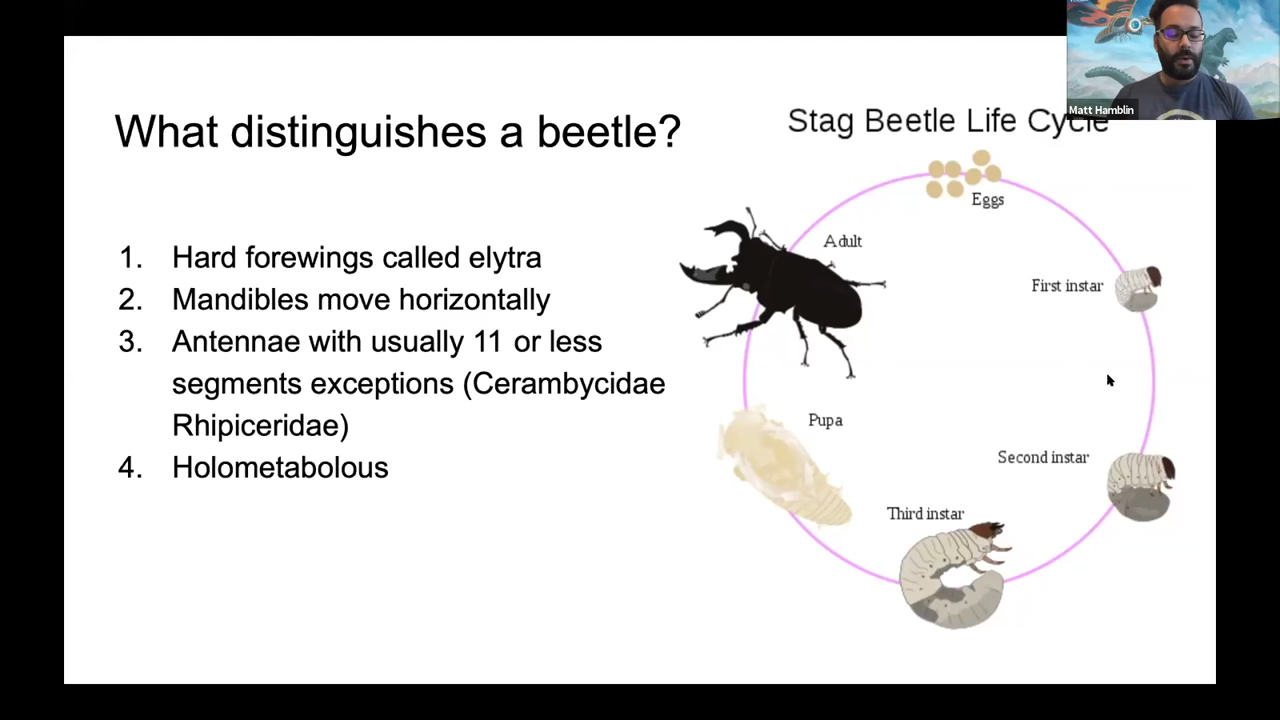 Matt Hamblin
What distinguishes a beetle?
1. Hard forewings called elytra
2. Mandibles move horizontally
3. Antennae with usually 11 or less
segments exceptions (Cerambycidae
Rhipiceridae)
4. Holometabolous
Stag Beetle Life Cycle
Eggs
Adult
First instar
Pupa
Second instar
Third instar